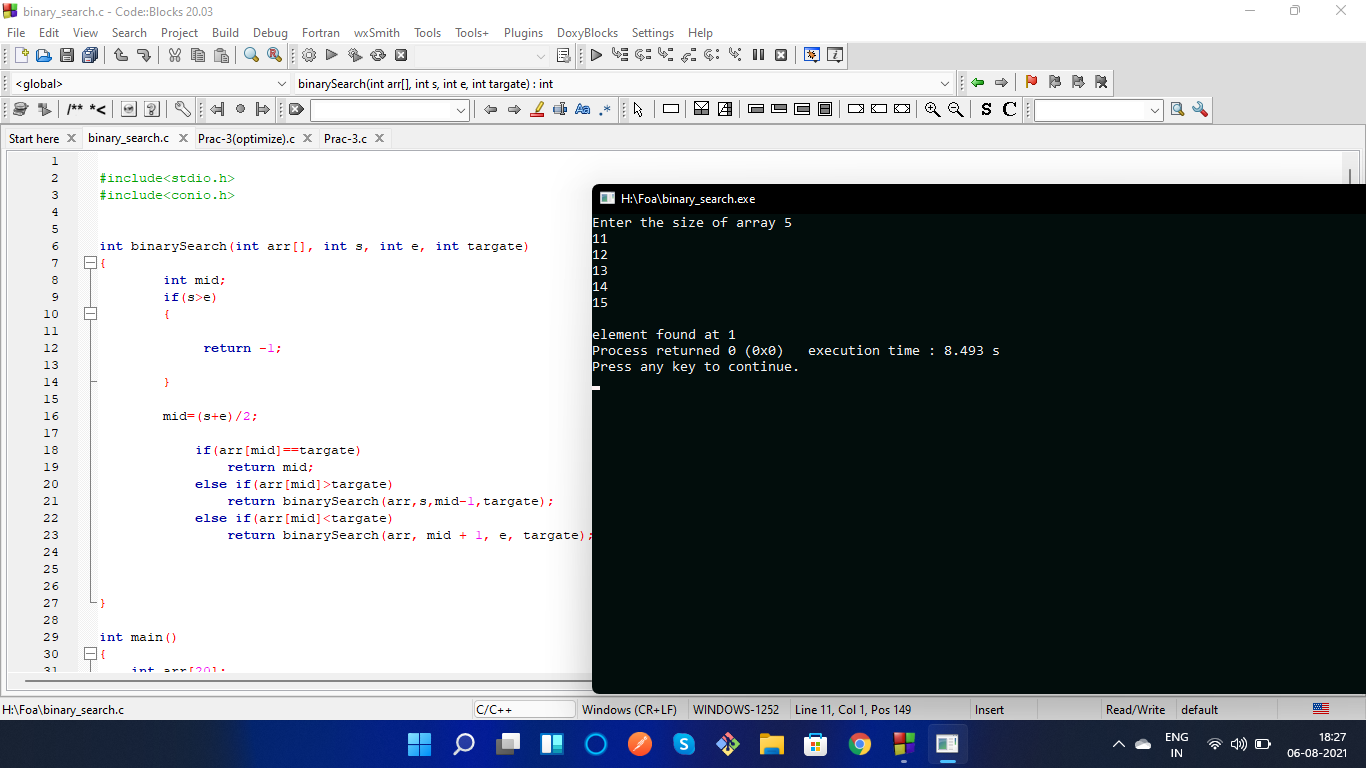 binary_search.c - Code::Blocks 20.03
File Edit View Search Project Build Debug Fortran wxSmith Tools Tools+ Plugins DoxyBlocks Settings Help
<global> binarySearch(int arr[], int s, int e, int targate) : int
/** *< Aa .* S C
Start here binary_search.c Prac-3(optimize).c Prac-3.c
1
2 #include<stdio.h>
3 #include<conio.h>
4
5
6 int binarySearch(int arr[], int s, int e, int targate)
7 {
8 int mid;
9 if(s>e)
10 {
11
12 return -1;
13
14 }
15
16 mid=(s+e)/2;
17
18 if(arr[mid]==targate)
19 return mid;
20 else if(arr[mid]>targate)
21 return binarySearch(arr,s,mid-1,targate);
22 else if(arr[mid]<targate)
23 return binarySearch(arr, mid + 1, e, targate);
24
25
26
27 }
28
29 int main()
30 {
31 int arr[20];
H:\Foa\binary_search.exe
Enter the size of array 5
11
12
13
14
15
element found at 1
Process returned 0 (0x0) execution time : 8.493 s
Press any key to continue.
H:\Foa\binary_search.c C/C++ Windows (CR+LF) WINDOWS-1252 Line 11, Col 1, Pos 149 Insert Read/Write default
ENG
IN
18:27
06-08-2021